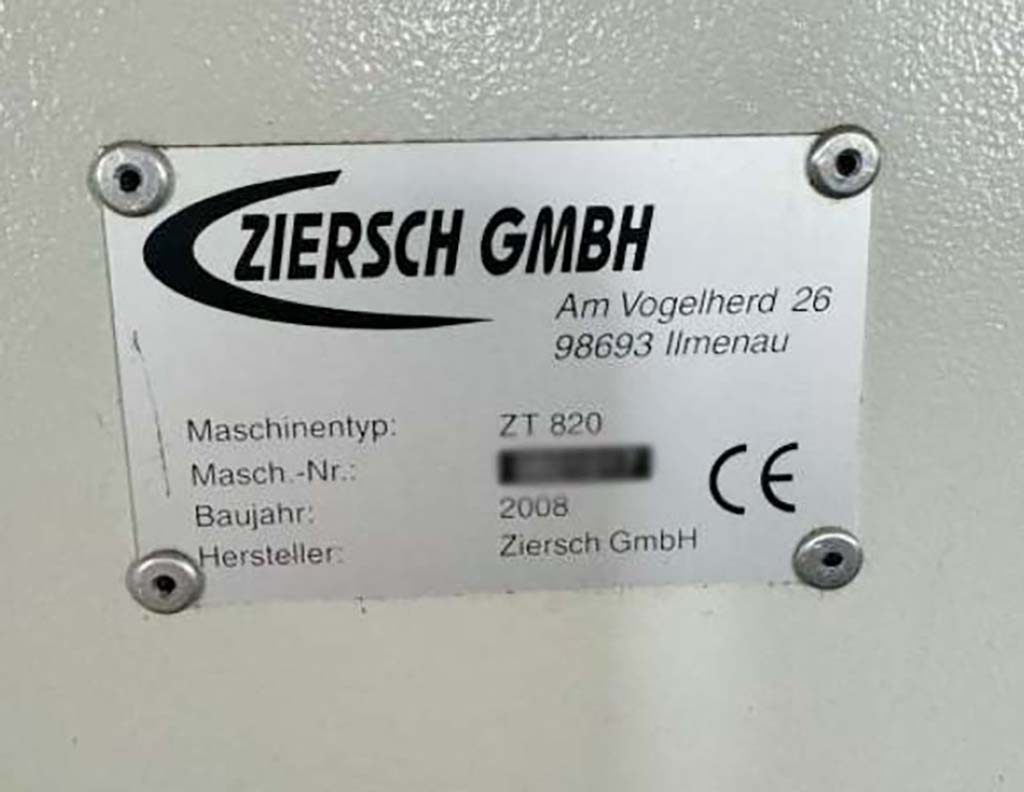 ZIERSCH GMBH
Am Vogelherd 26
98693 Ilmenau
Maschinentyp: ZT 820
Masch.-Nr.:
Baujahr: 2008
Hersteller: Ziersch GmbH
CE